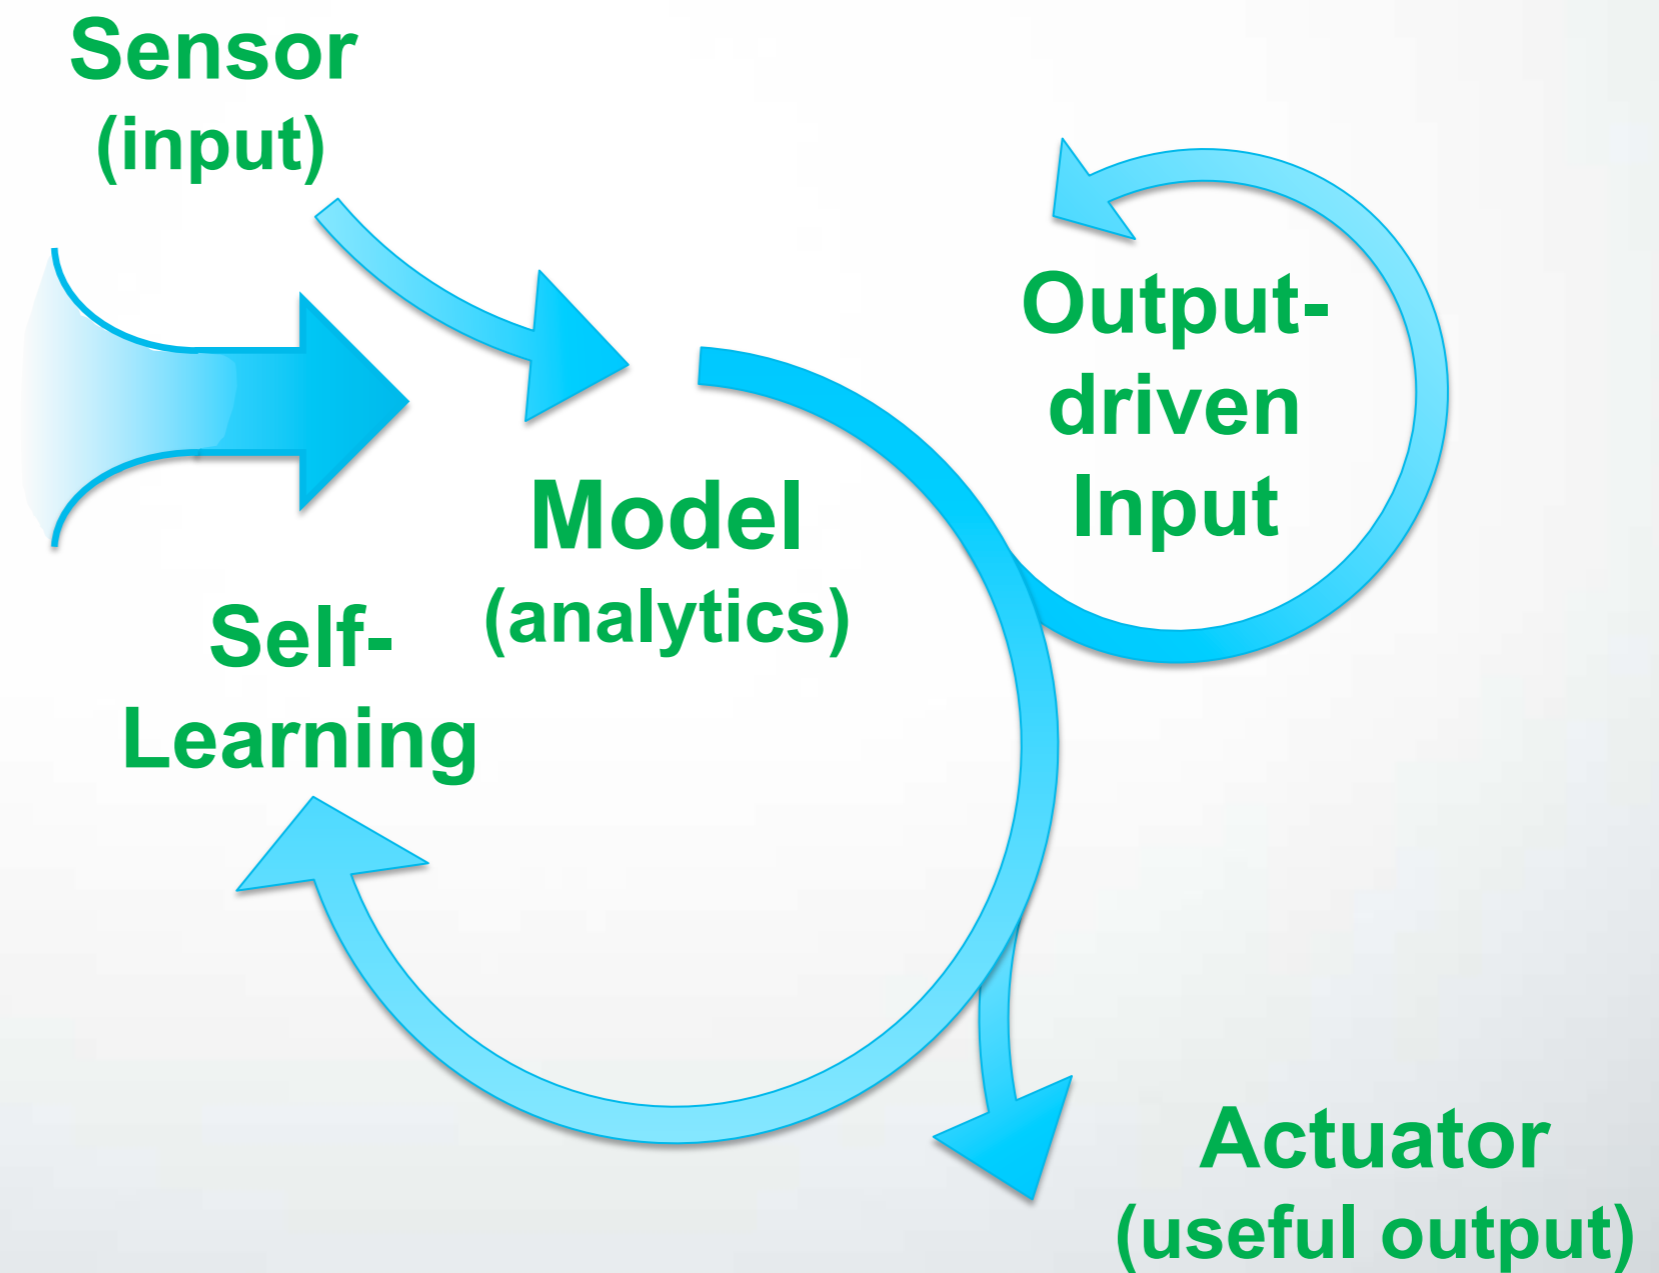 Sensor
(input)
Output-
driven
Input
Model
(analytics)
Self-
Learning
Actuator
(useful output)